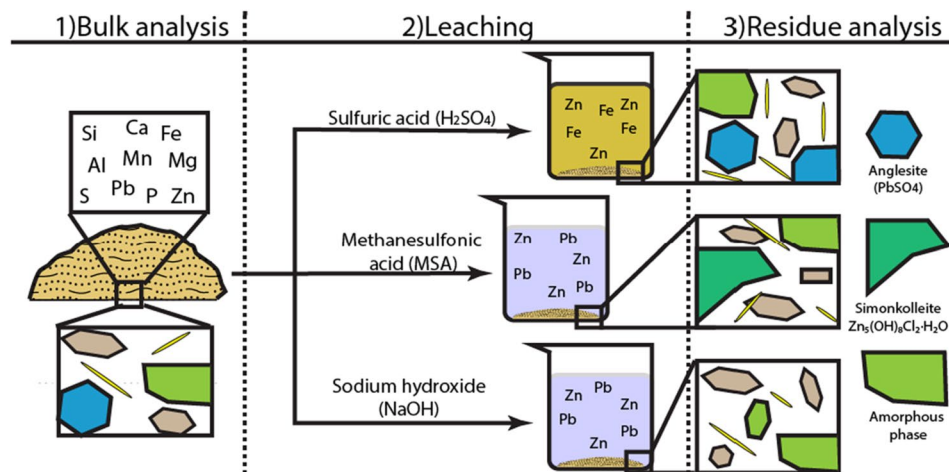 1)Bulk analysis
2)Leaching
3)Residue analysis
Si Ca Fe
Al Mn Mg
S Pb P Zn
Sulfuric acid (H₂SO₄)
Zn Fe Zn
Fe Fe
Zn
Anglesite
(PbSO4)
Methanesulfonic
acid (MSA)
Zn Pb
Zn
Pb
Zn Pb
Simonkolleite
Zn₅(OH)₈Cl₂·H₂O
Sodium hydroxide
(NaOH)
Pb
Zn Zn
Pb Pb
Zn
Amorphous
phase